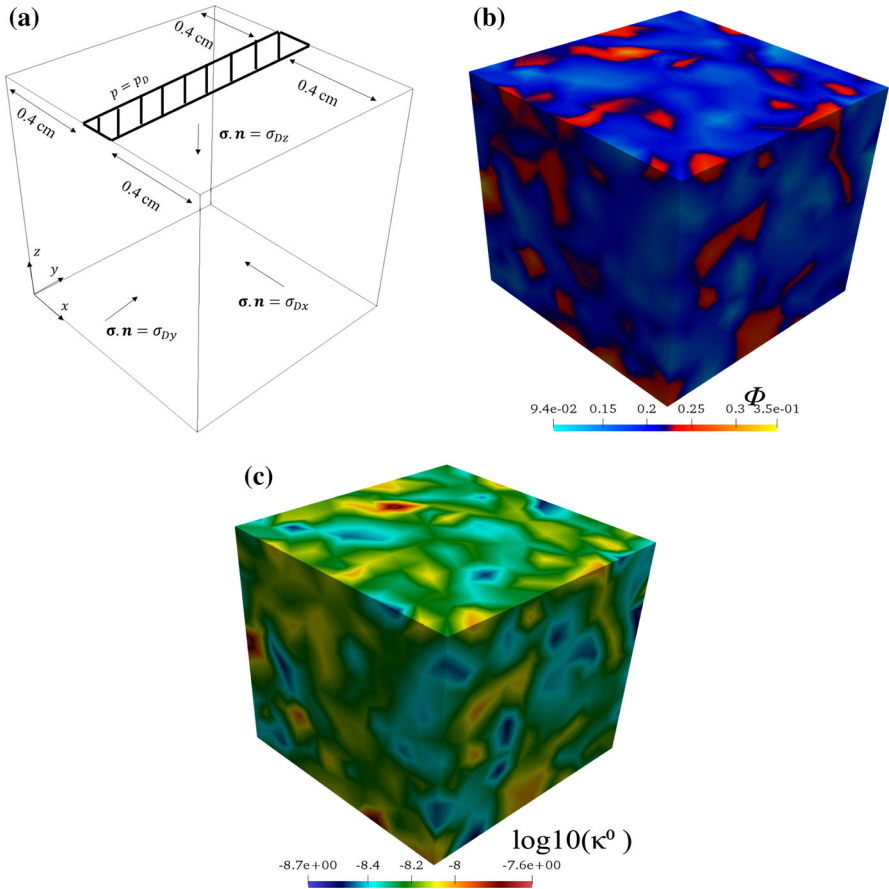 (a)
0.4 cm
p = p_D
0.4 cm
0.4 cm
σ. n = σ_Dz
0.4 cm
z
y
x
σ. n = σ_Dx
σ. n = σ_Dy
(b)
Φ
9.4e-02 0.15 0.2 0.25 0.3 3.5e-01
(c)
log10(κ⁰ )
-8.7e+00 -8.4 -8.2 -8 -7.6e+00